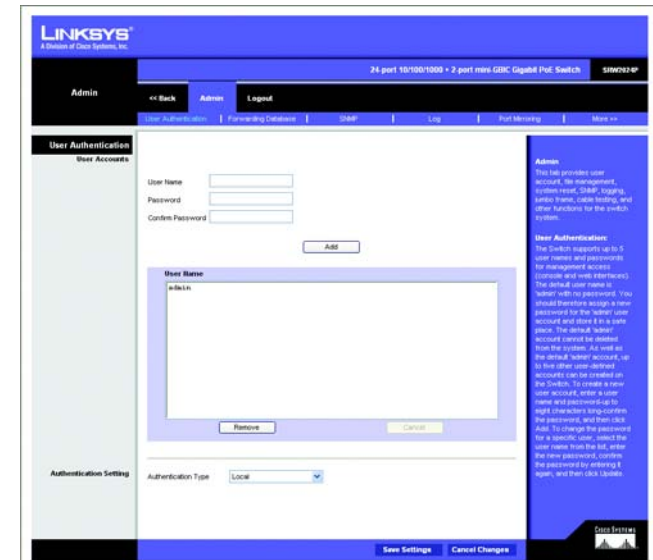 LINKSYS®
A Division of Cisco Systems, Inc.
24-port 10/100/1000 + 2-port mini-GBIC Gigabit PoE Switch
SRW2024P
Admin
<< Back
Admin
Logout
User Authentication
Forwarding Database
SNMP
Log
Port Mirroring
More >>
User Authentication
User Accounts
User Name
Password
Confirm Password
Add
User Name
admin
Remove
Cancel
Authentication Setting
Authentication Type
Local
Admin
This tab provides user
account, file management,
system reset, SNMP, logging,
jumbo frame, cable testing, and
other functions for the switch
system.
User Authentication:
The Switch supports up to 5
user names and passwords
for management access
(console and web interfaces).
The default user name is
'admin' with no password. You
should therefore assign a new
password for the 'admin' user
account and store it in a safe
place. The default 'admin'
account cannot be deleted
from the system. As well as
the default 'admin' account, up
to five other user-defined
accounts can be created on
the Switch. To create a new
user account, enter a user
name and password-up to
eight characters long-confirm
the password, and then click
Add. To change the password
for a specific user, select the
user name from the list, enter
the new password, confirm
the password by entering it
again, and then click Update.
Save Settings
Cancel Changes
CISCO SYSTEMS